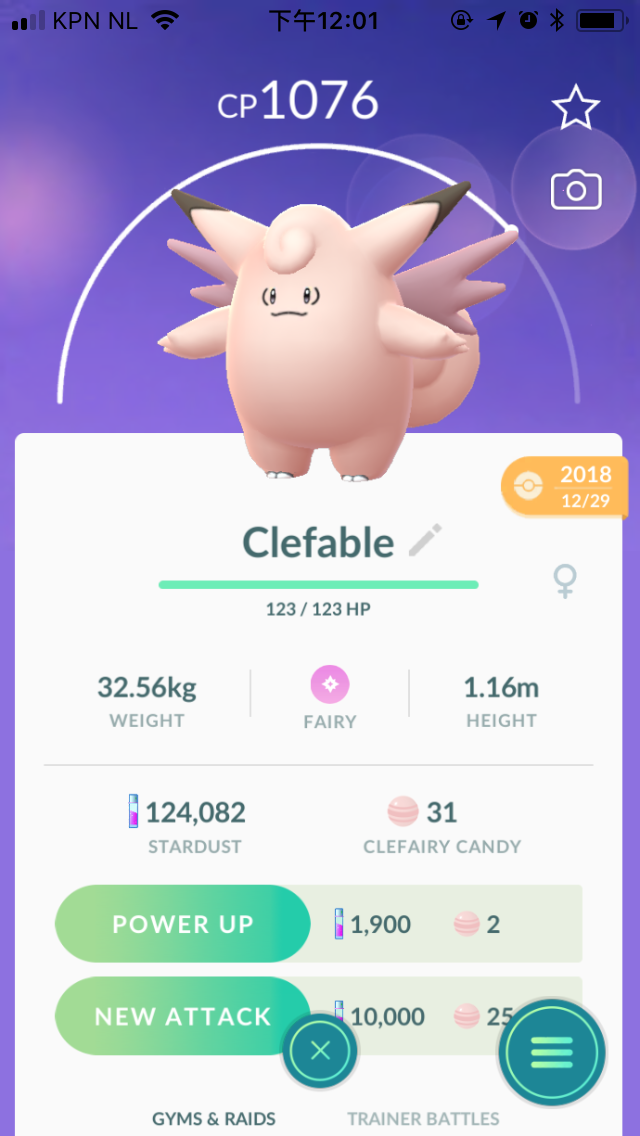 KPN NL 下午12:01
CP1076
2018
12/29
Clefable
123 / 123 HP
32.56kg
WEIGHT
FAIRY
1.16m
HEIGHT
124,082
STARDUST
31
CLEFAIRY CANDY
POWER UP 1,900 2
NEW ATTACK 10,000 25
GYMS & RAIDS TRAINER BATTLES